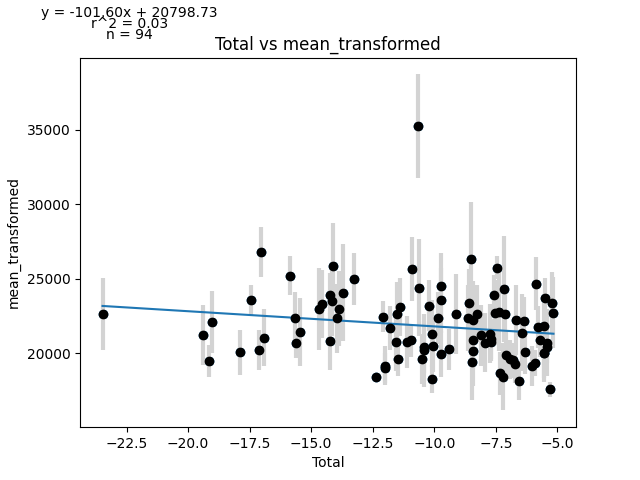 y = -101.60x + 20798.73
r^2 = 0.03
n = 94
Total vs mean_transformed
35000
30000
25000
20000
mean_transformed
−22.5 −20.0 −17.5 −15.0 −12.5 −10.0 −7.5 −5.0
Total